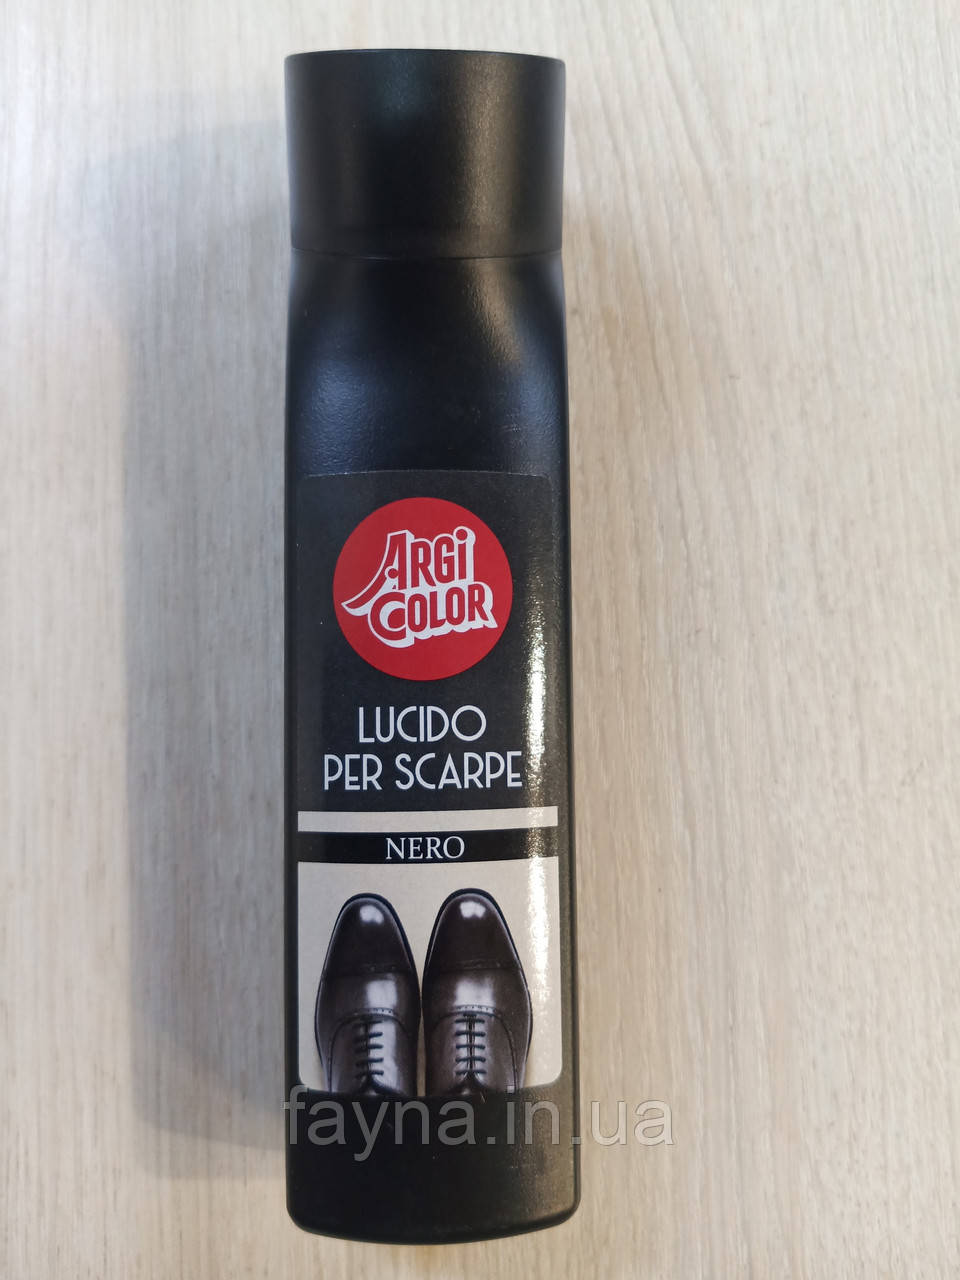 ARGI
COLOR
LUCIDO
PER SCARPE
NERO
fayna.in.ua